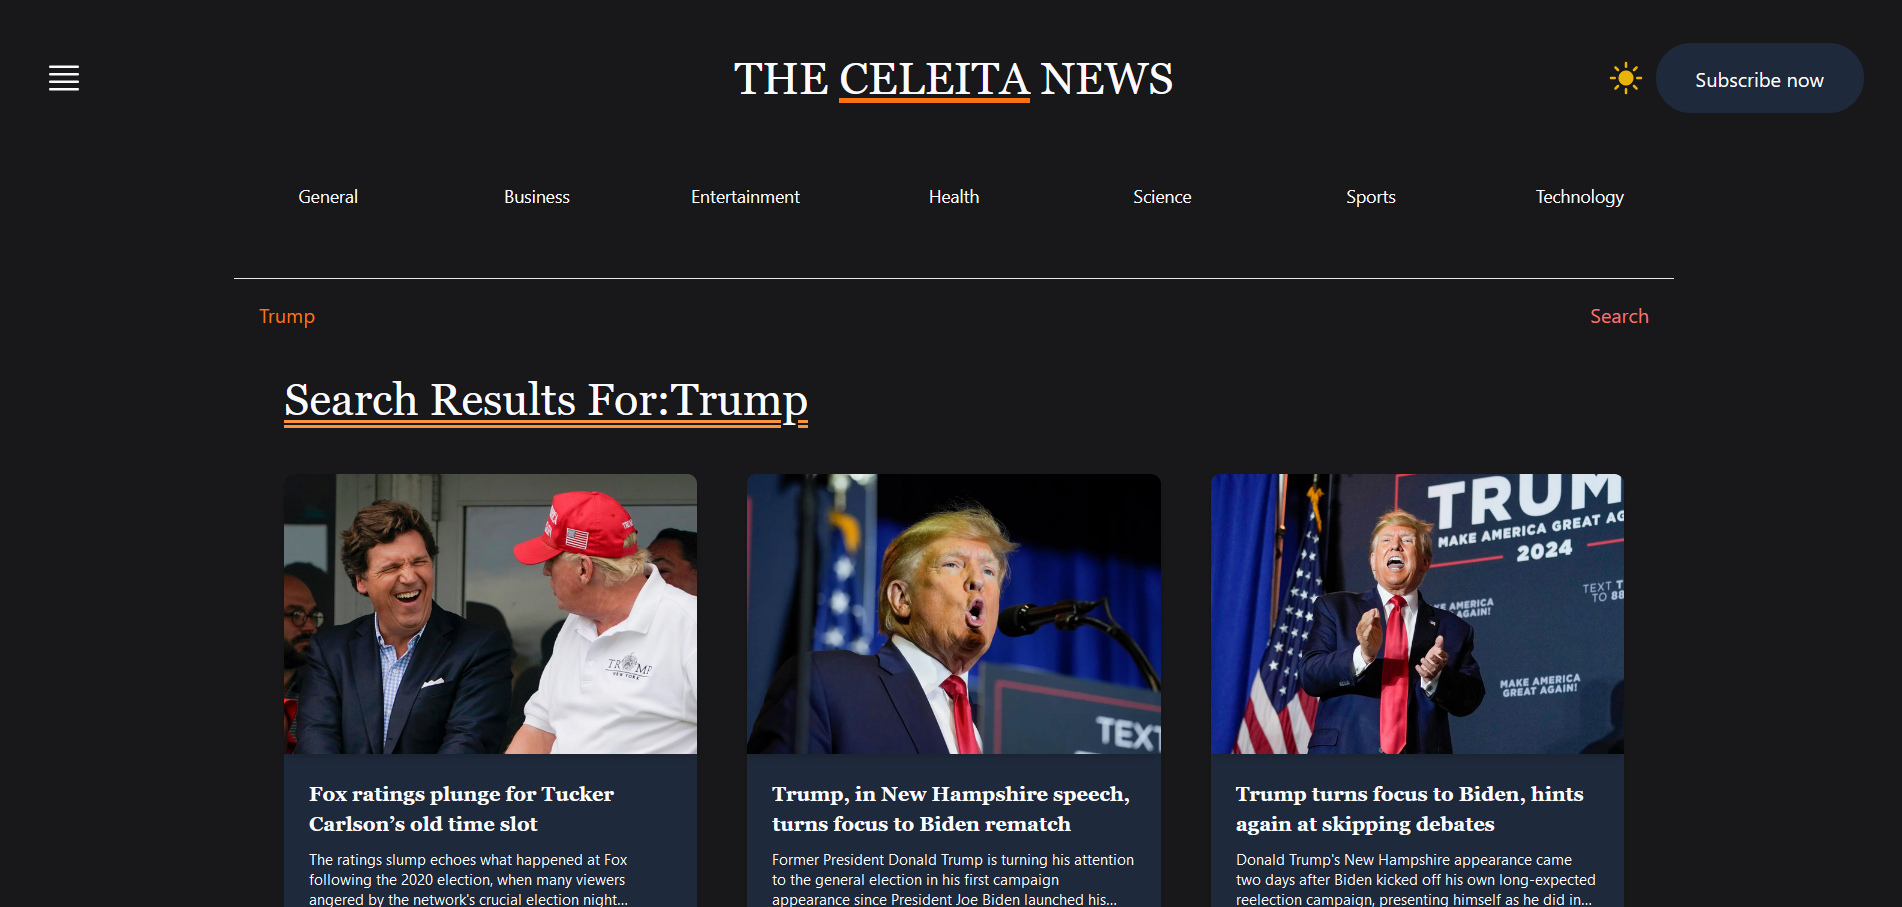 THE CELEITA NEWS
Subscribe now
General
Business
Entertainment
Health
Science
Sports
Technology
Trump
Search
Search Results For:Trump
TRUMP
NEW YORK
TEXT
TRUM
MAKE AMERICA GREAT AG
2024
TEXT T
TO 88
MAKE AMERICA
GREAT AGAIN!
Fox ratings plunge for Tucker
Carlson’s old time slot
The ratings slump echoes what happened at Fox
following the 2020 election, when many viewers
angered by the network's crucial election night...
Trump, in New Hampshire speech,
turns focus to Biden rematch
Former President Donald Trump is turning his attention
to the general election in his first campaign
appearance since President Joe Biden launched his...
Trump turns focus to Biden, hints
again at skipping debates
Donald Trump's New Hampshire appearance came
two days after Biden kicked off his own long-expected
reelection campaign, presenting himself as he did in...